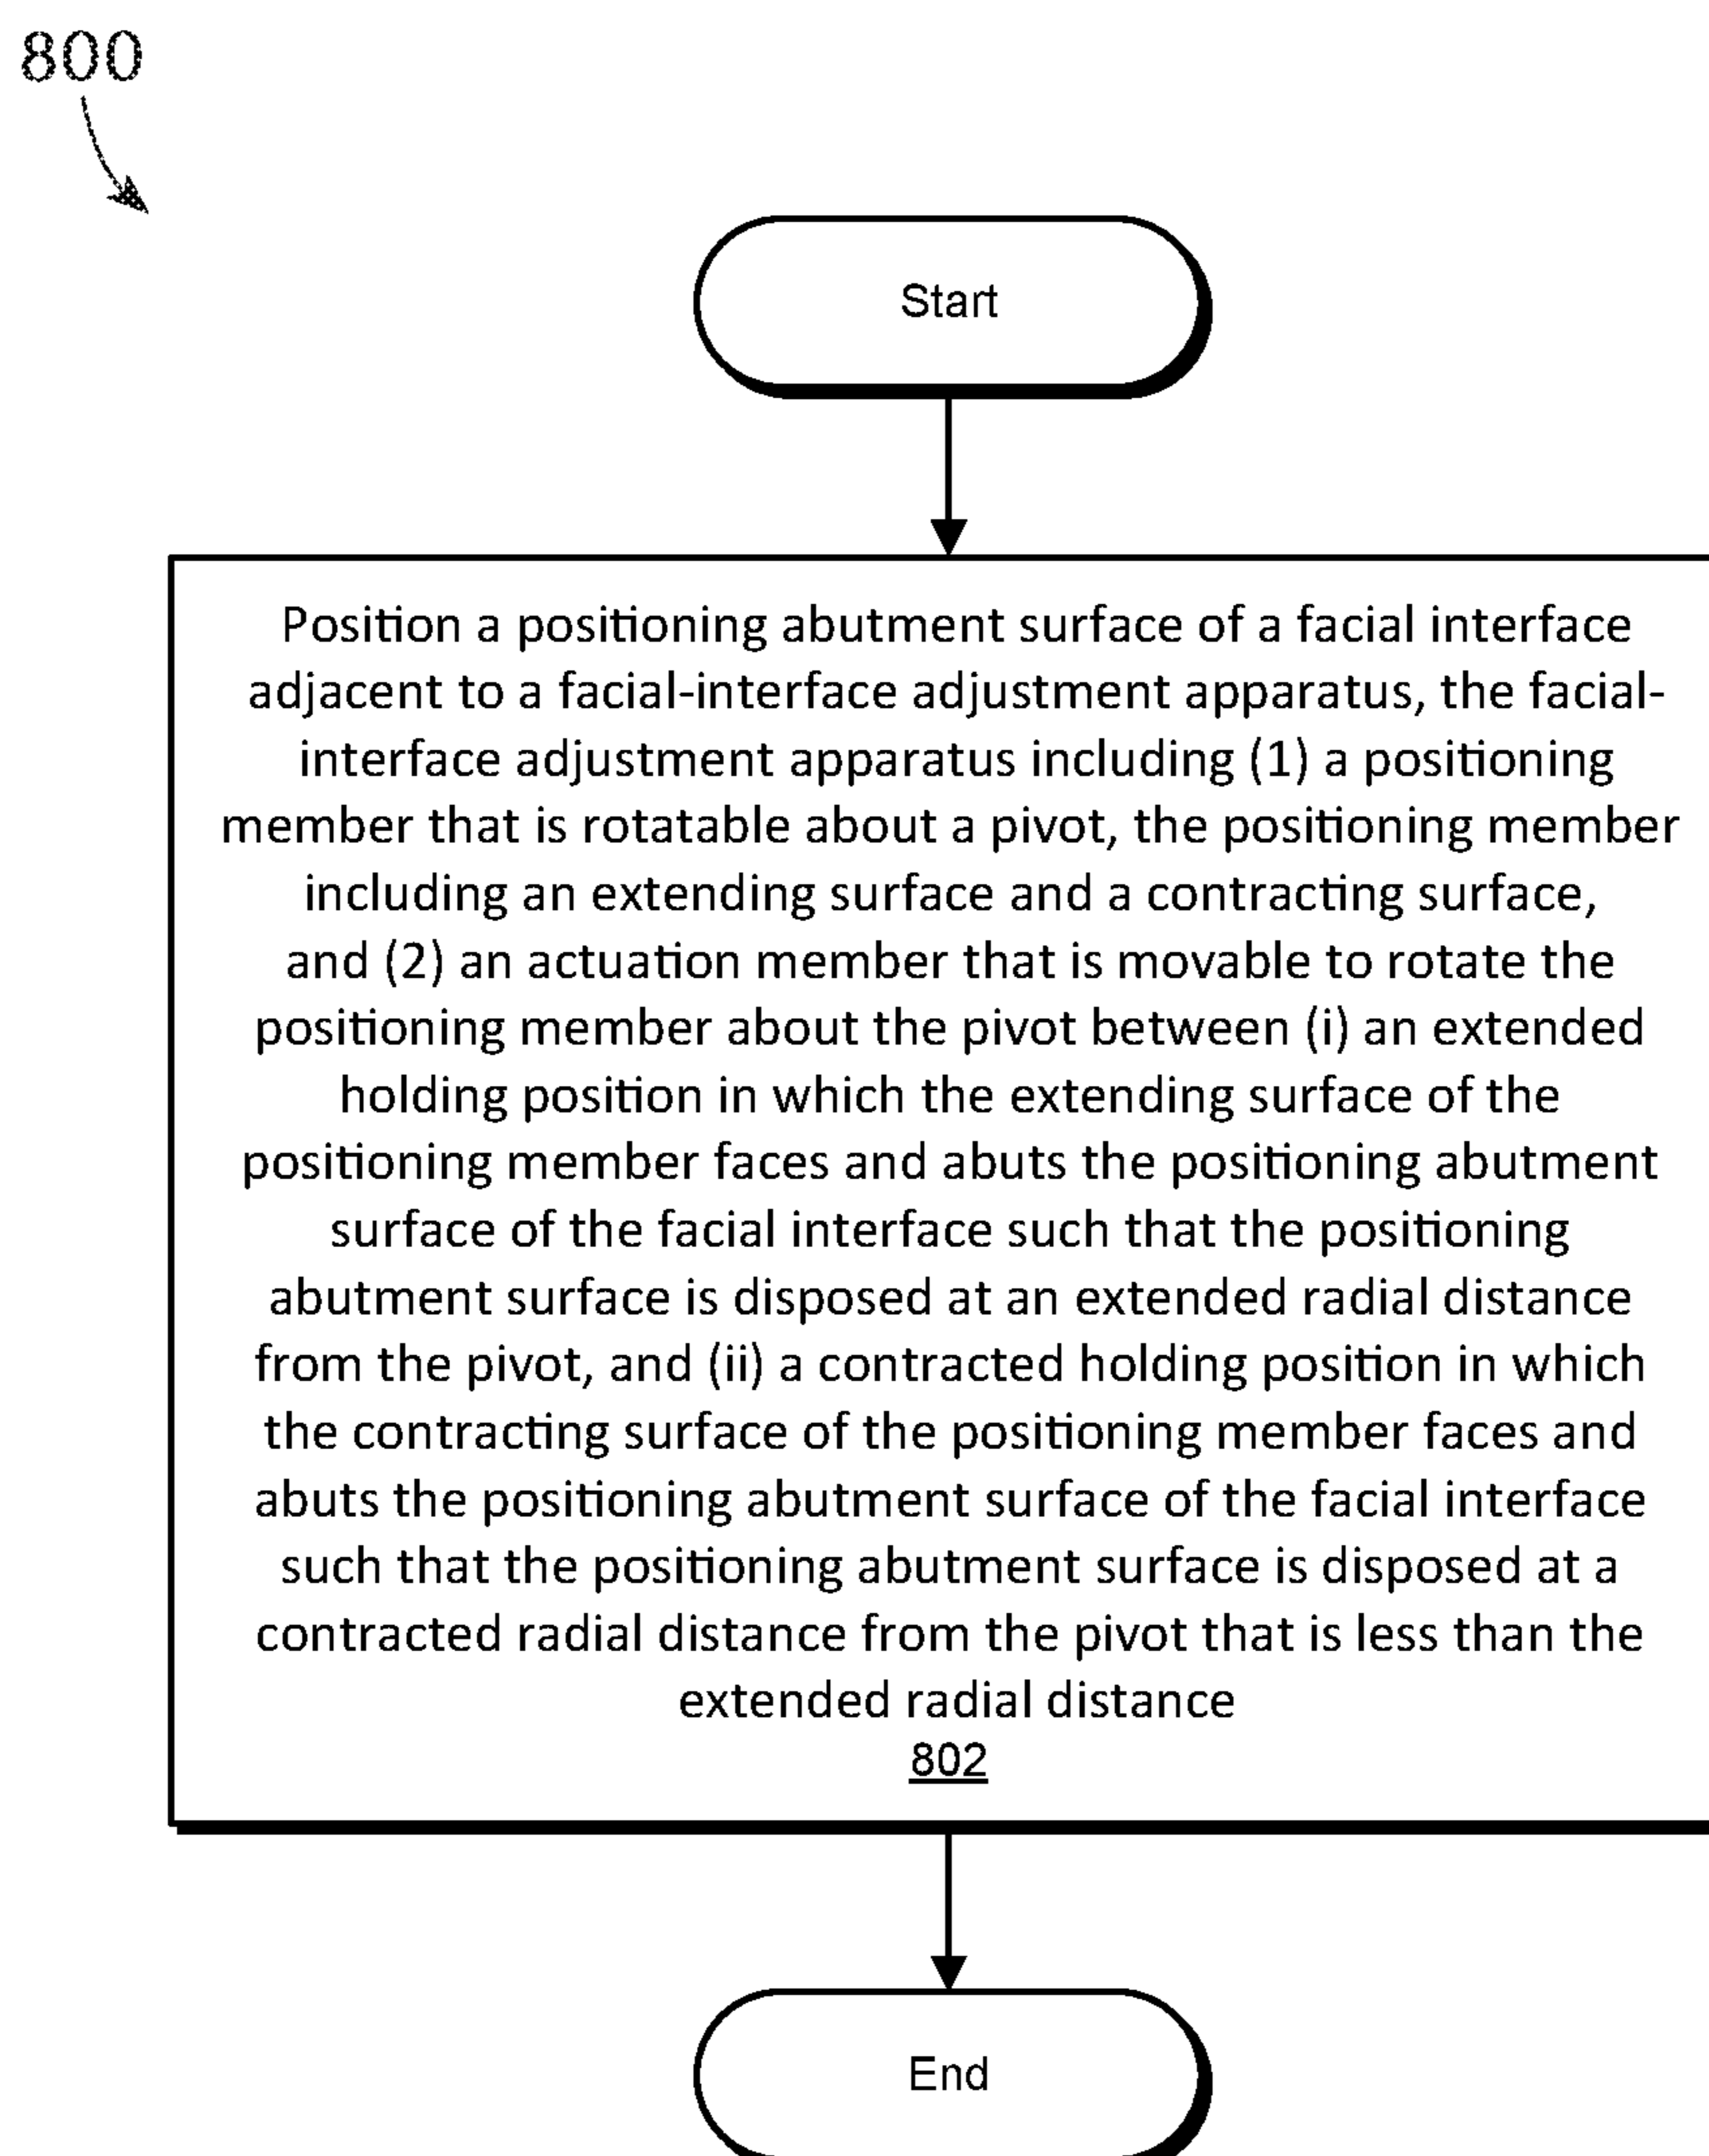 800
Start
Position a positioning abutment surface of a facial interface
adjacent to a facial-interface adjustment apparatus, the facial-
interface adjustment apparatus including (1) a positioning
member that is rotatable about a pivot, the positioning member
including an extending surface and a contracting surface,
and (2) an actuation member that is movable to rotate the
positioning member about the pivot between (i) an extended
holding position in which the extending surface of the
positioning member faces and abuts the positioning abutment
surface of the facial interface such that the positioning
abutment surface is disposed at an extended radial distance
from the pivot, and (ii) a contracted holding position in which
the contracting surface of the positioning member faces and
abuts the positioning abutment surface of the facial interface
such that the positioning abutment surface is disposed at a
contracted radial distance from the pivot that is less than the
extended radial distance
802
End